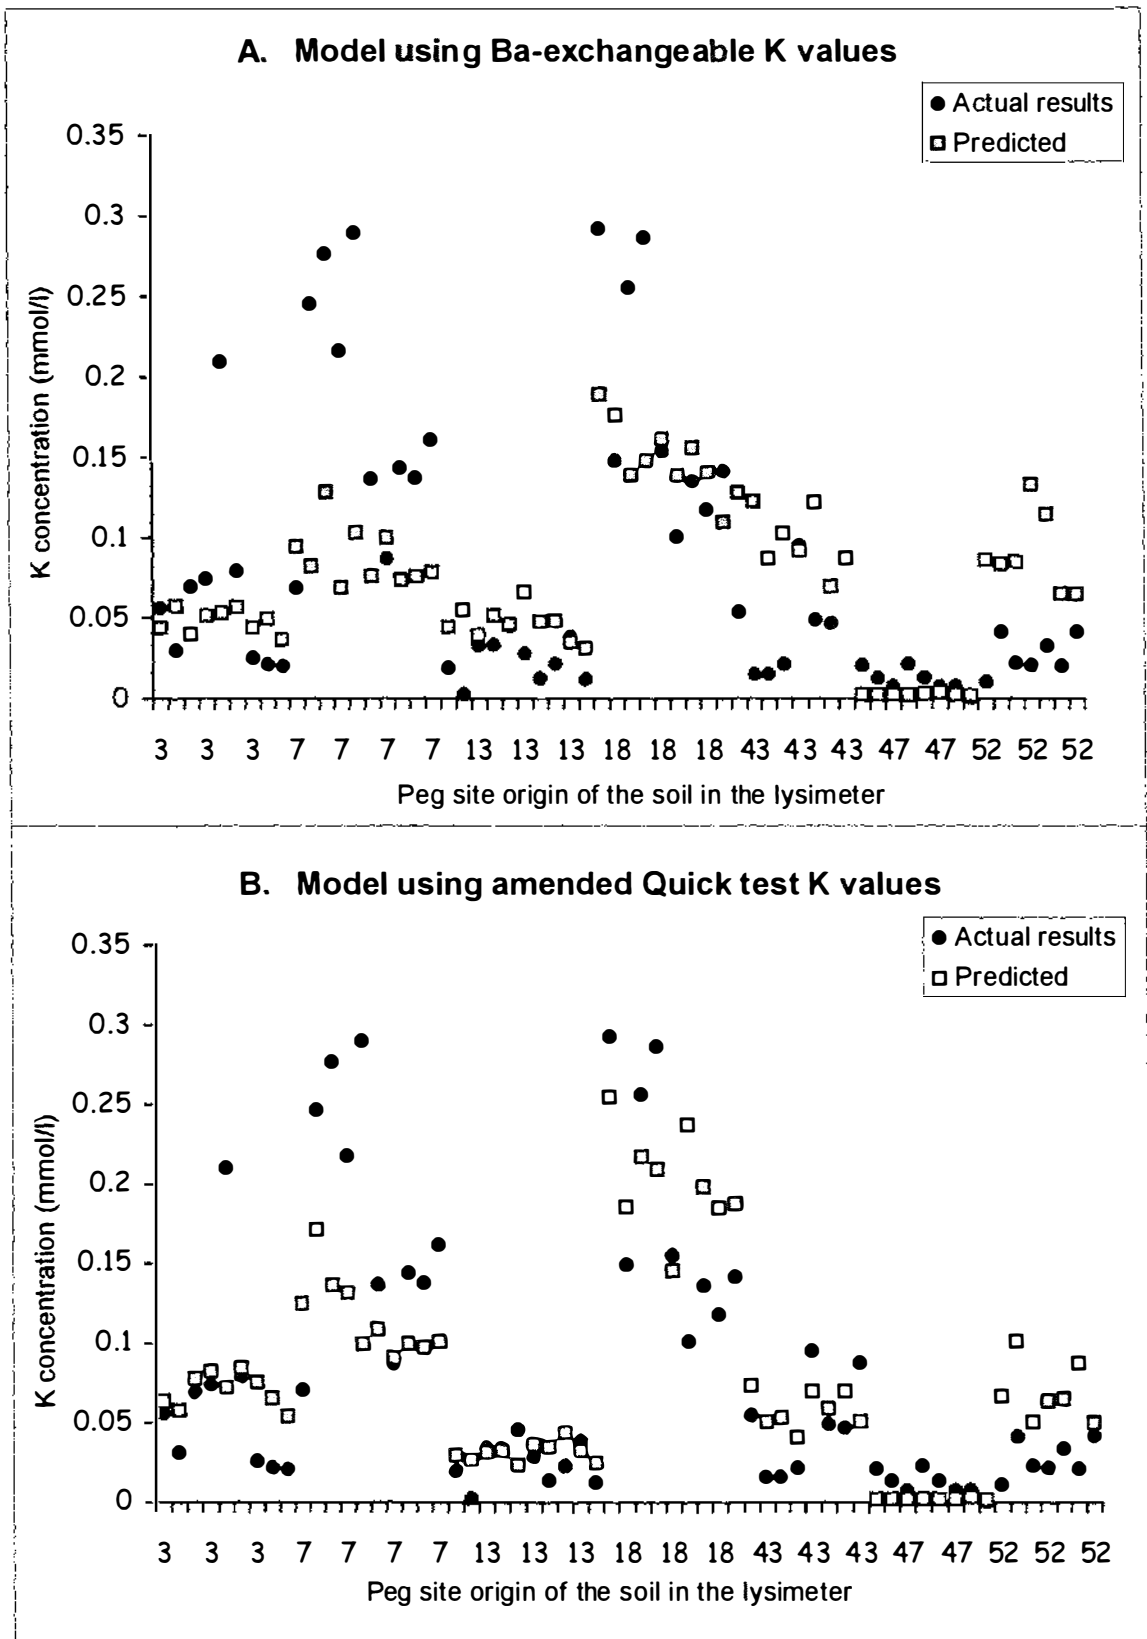 A. Model using Ba-exchangeable K values
Actual results
Predicted
0.35
0.3
0.25
0.2
0.15
0.1
0.05
0
K concentration (mmol/l)
3 3 3 7 7 7 7 13 13 13 18 18 18 43 43 43 47 47 52 52 52
Peg site origin of the soil in the lysimeter
B. Model using amended Quick test K values
Actual results
Predicted
0.35
0.3
0.25
0.2
0.15
0.1
0.05
0
K concentration (mmol/l)
3 3 3 7 7 7 7 13 13 13 18 18 18 43 43 43 47 47 52 52 52
Peg site origin of the soil in the lysimeter